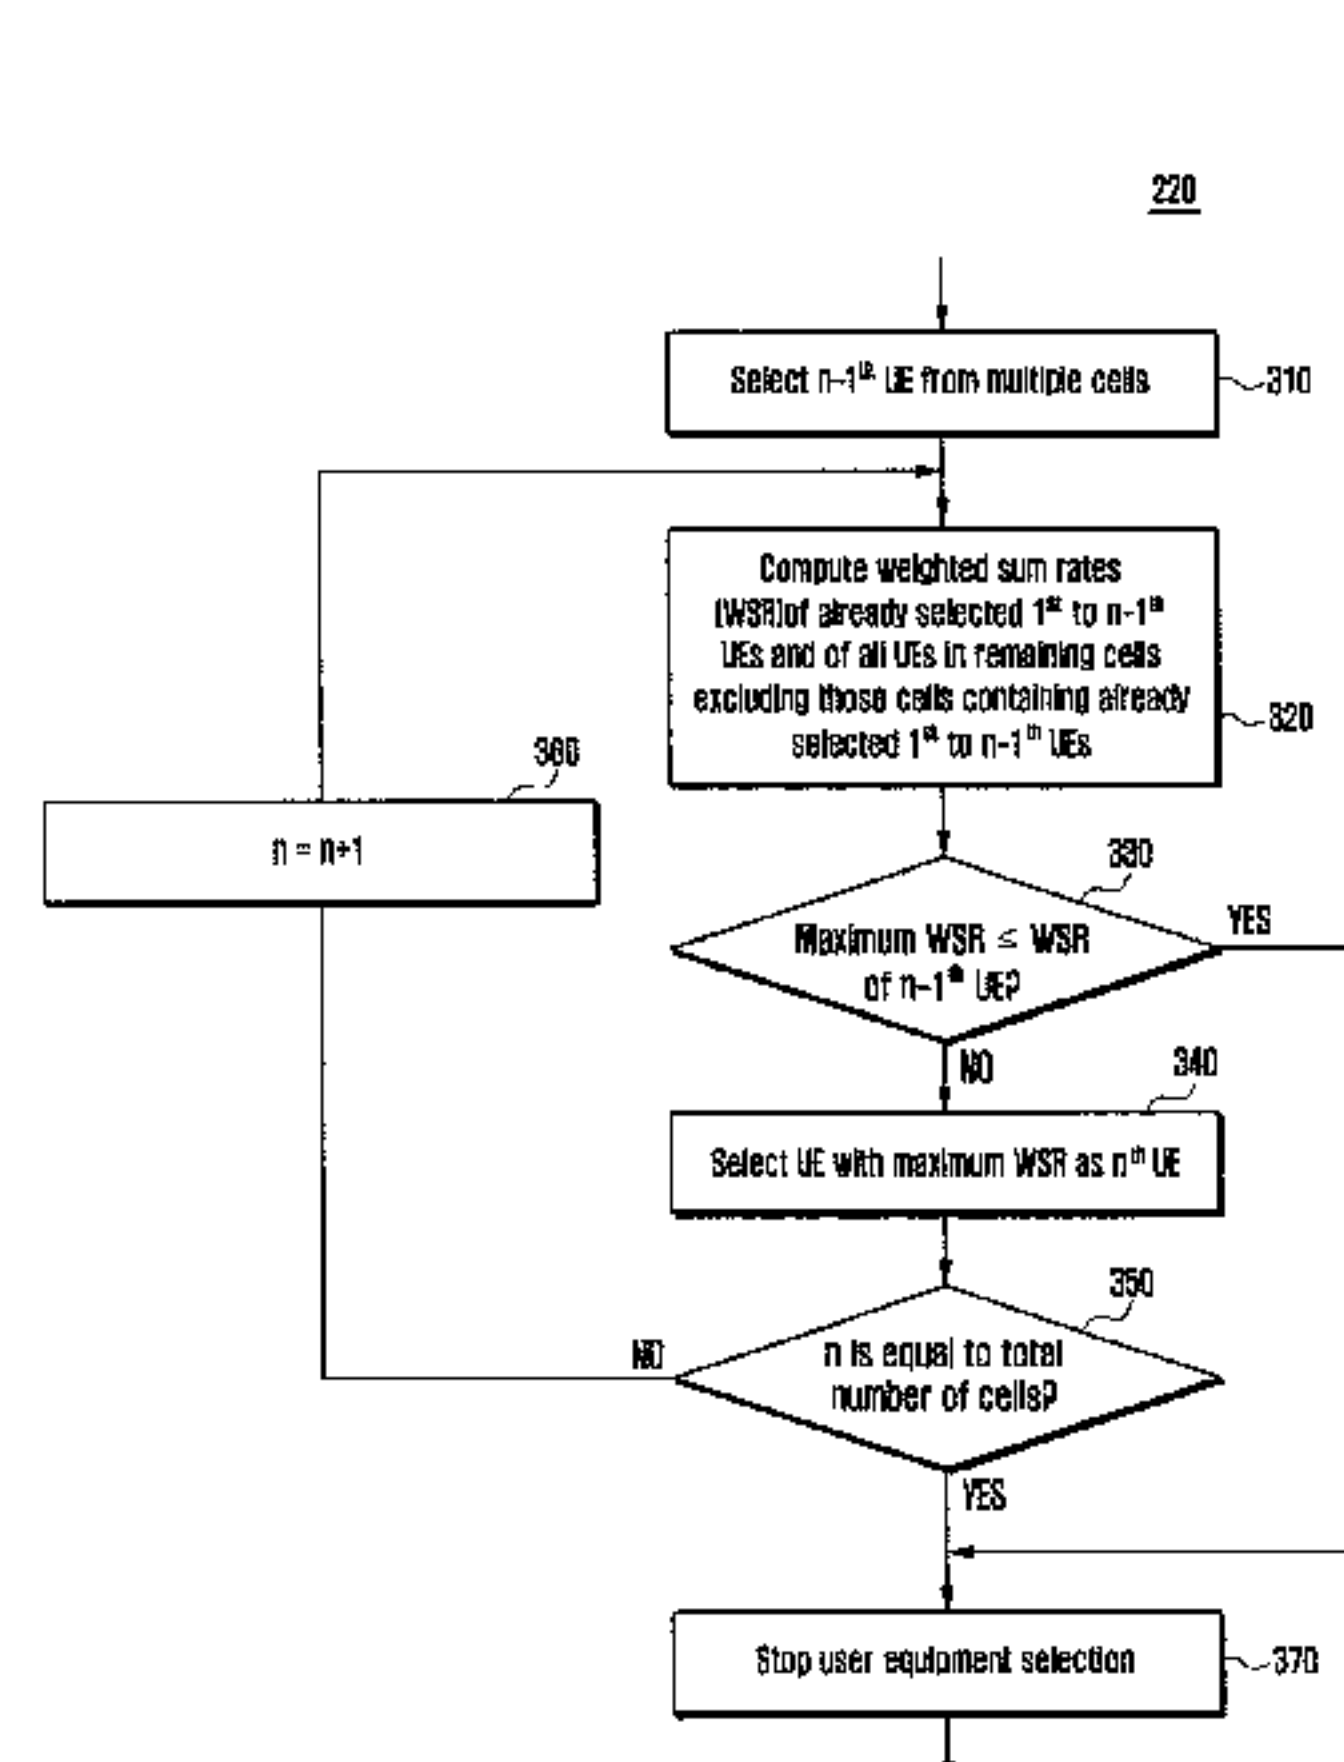 220
Select n-1th UE from multiple cells
310
Compute weighted sum rates
(WSR)of already selected 1st to n-1th
UEs and of all UEs in remaining cells
excluding those cells containing already
selected 1st to n-1th UEs
320
360
n = n+1
330
Maximum WSR ≤ WSR
of n-1th UE?
YES
NO
340
Select UE with maximum WSR as nth UE
350
n is equal to total
number of cells?
NO
YES
Stop user equipment selection
370